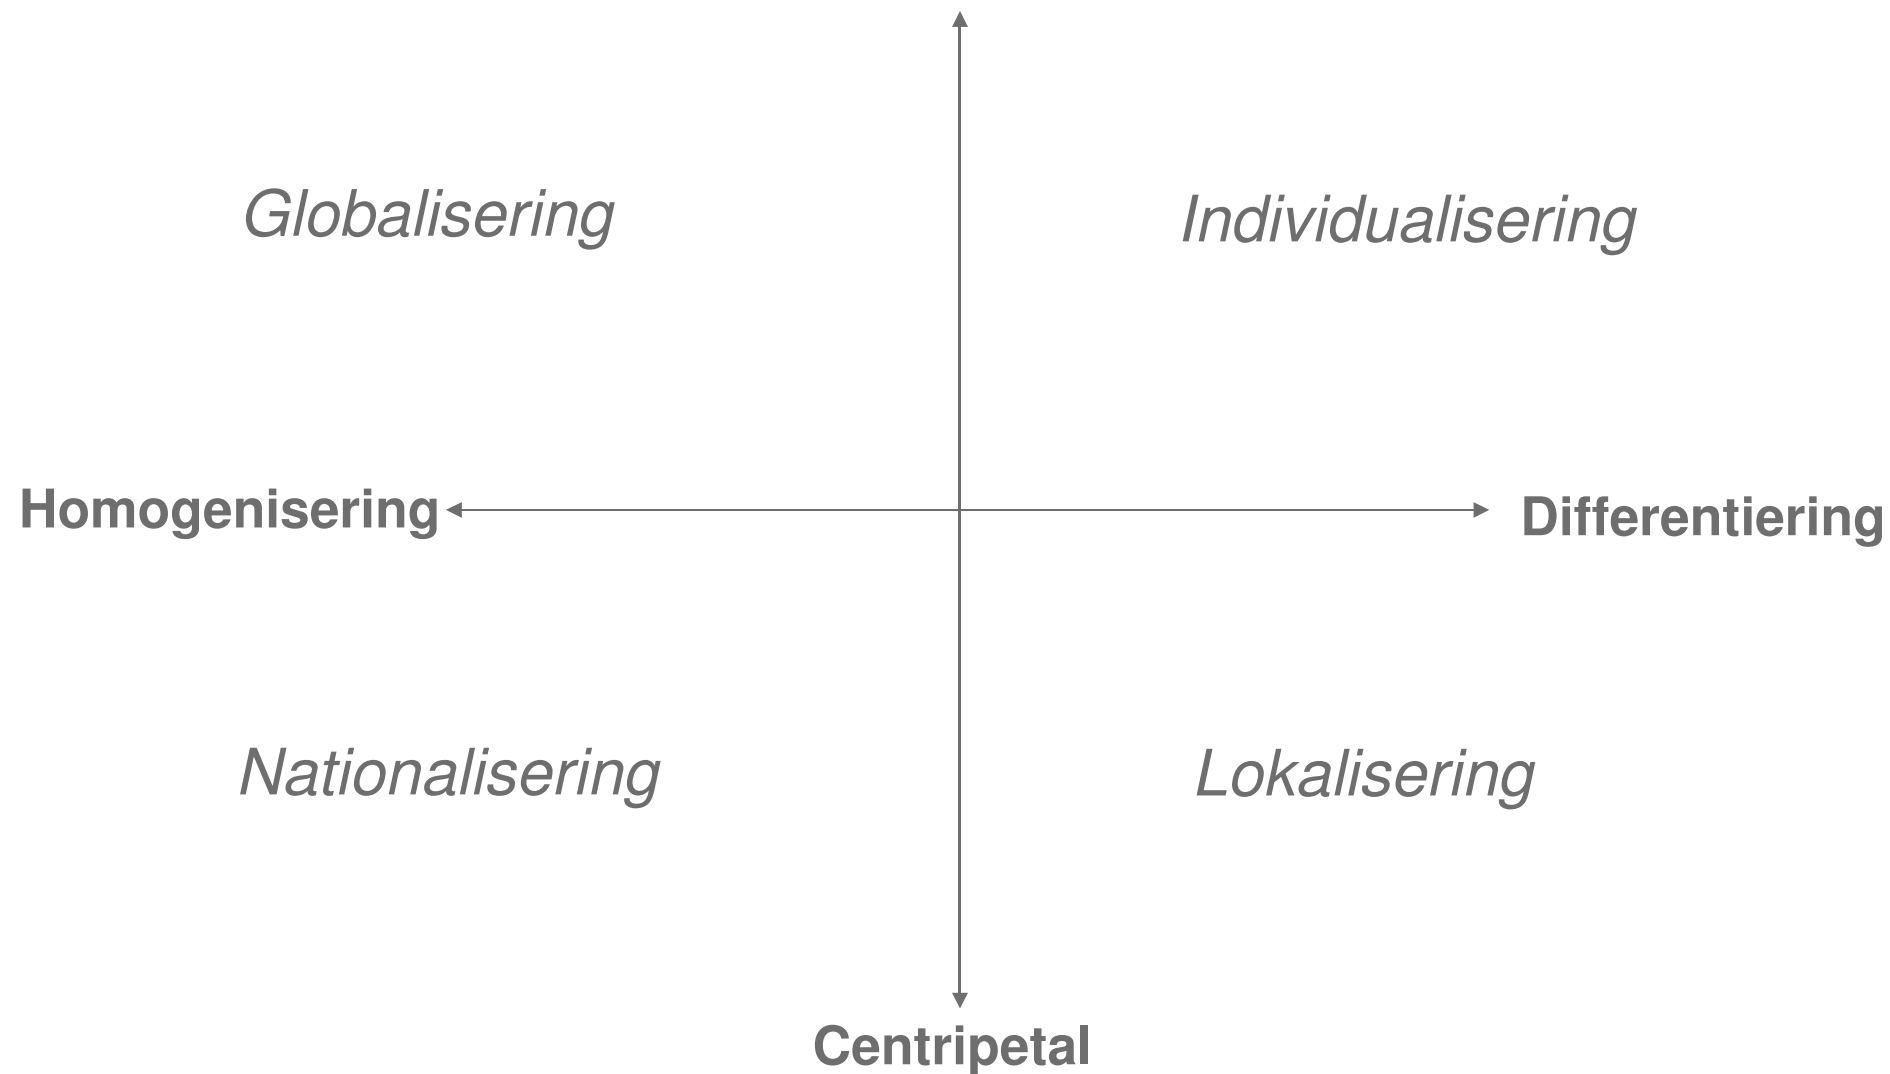 Globalisering
Individualisering
Homogenisering
Differentiering
Nationalisering
Lokalisering
Centripetal